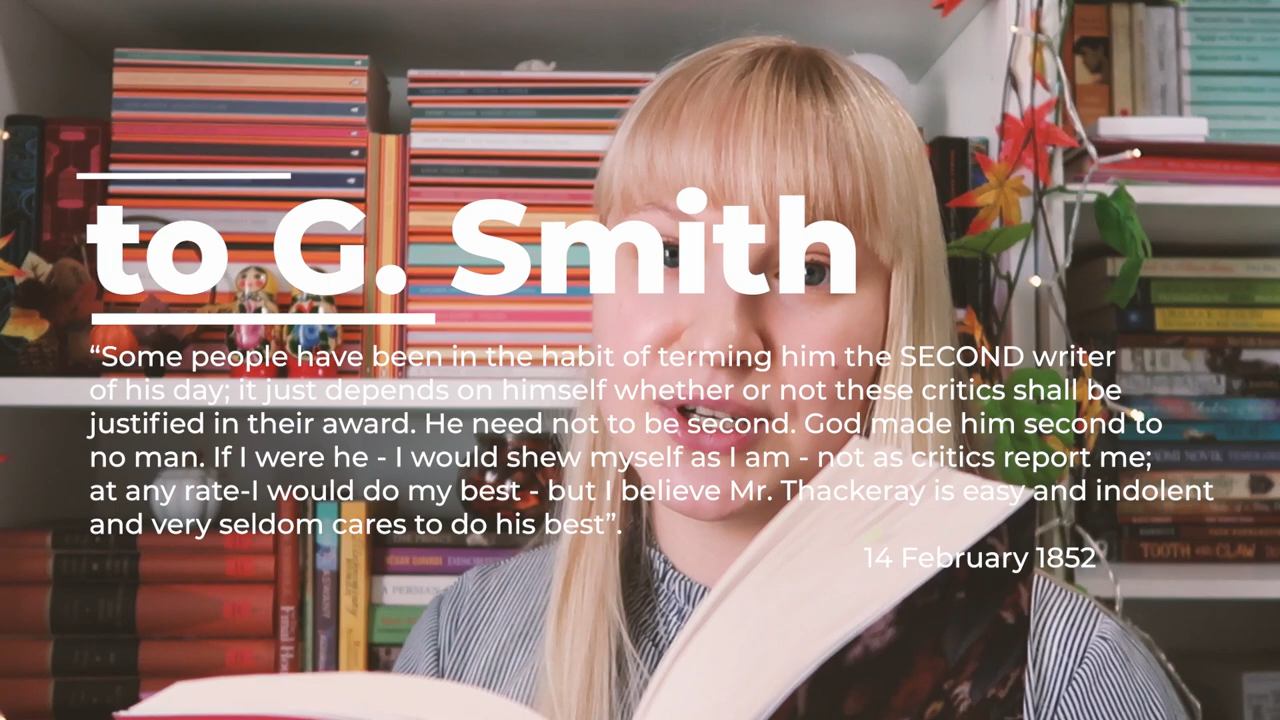 to G. Smith
“Some people have been in the habit of terming him the SECOND writer
of his day; it just depends on himself whether or not these critics shall be
justified in their award. He need not to be second. God made him second to
no man. If I were he - I would shew myself as I am - not as critics report me;
at any rate-I would do my best - but I believe Mr. Thackeray is easy and indolent
and very seldom cares to do his best”.
14 February 1852
TOOTH AND CLAW